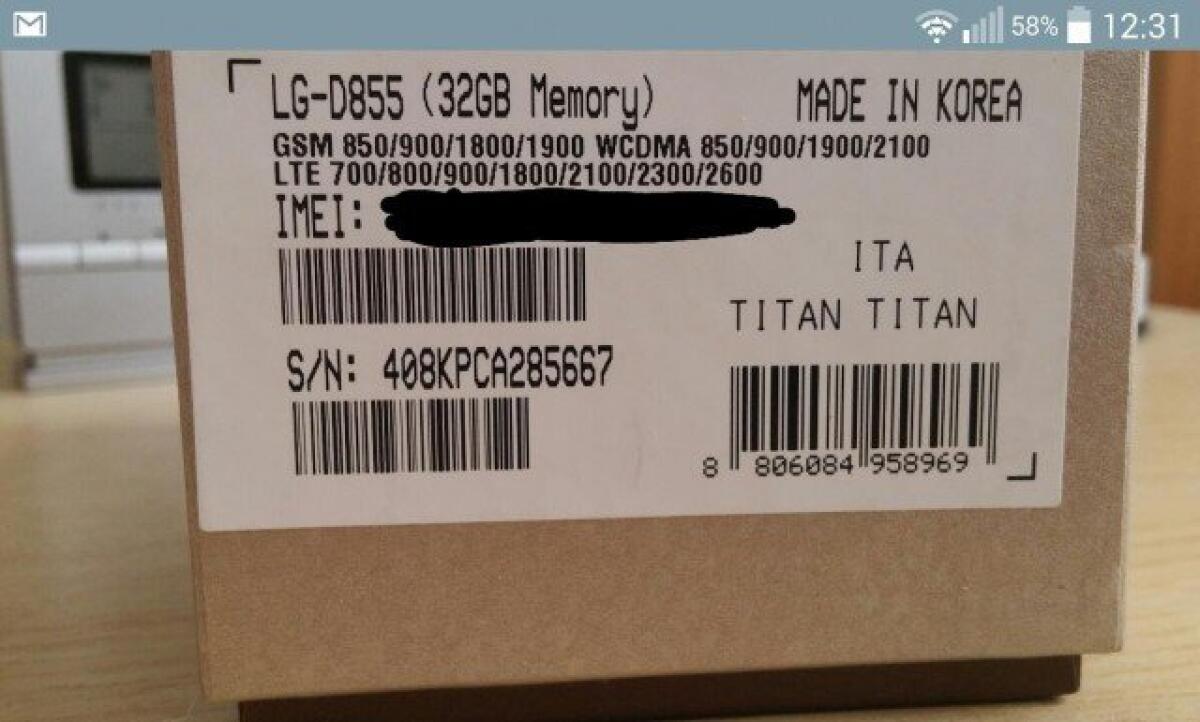 58% 12:31
LG-D855 (32GB Memory) MADE IN KOREA
GSM 850/900/1800/1900 WCDMA 850/900/1900/2100
LTE 700/800/900/1800/2100/2300/2600
IMEI:
ITA
TITAN TITAN
S/N: 408KPCA285667
8 806084 958969